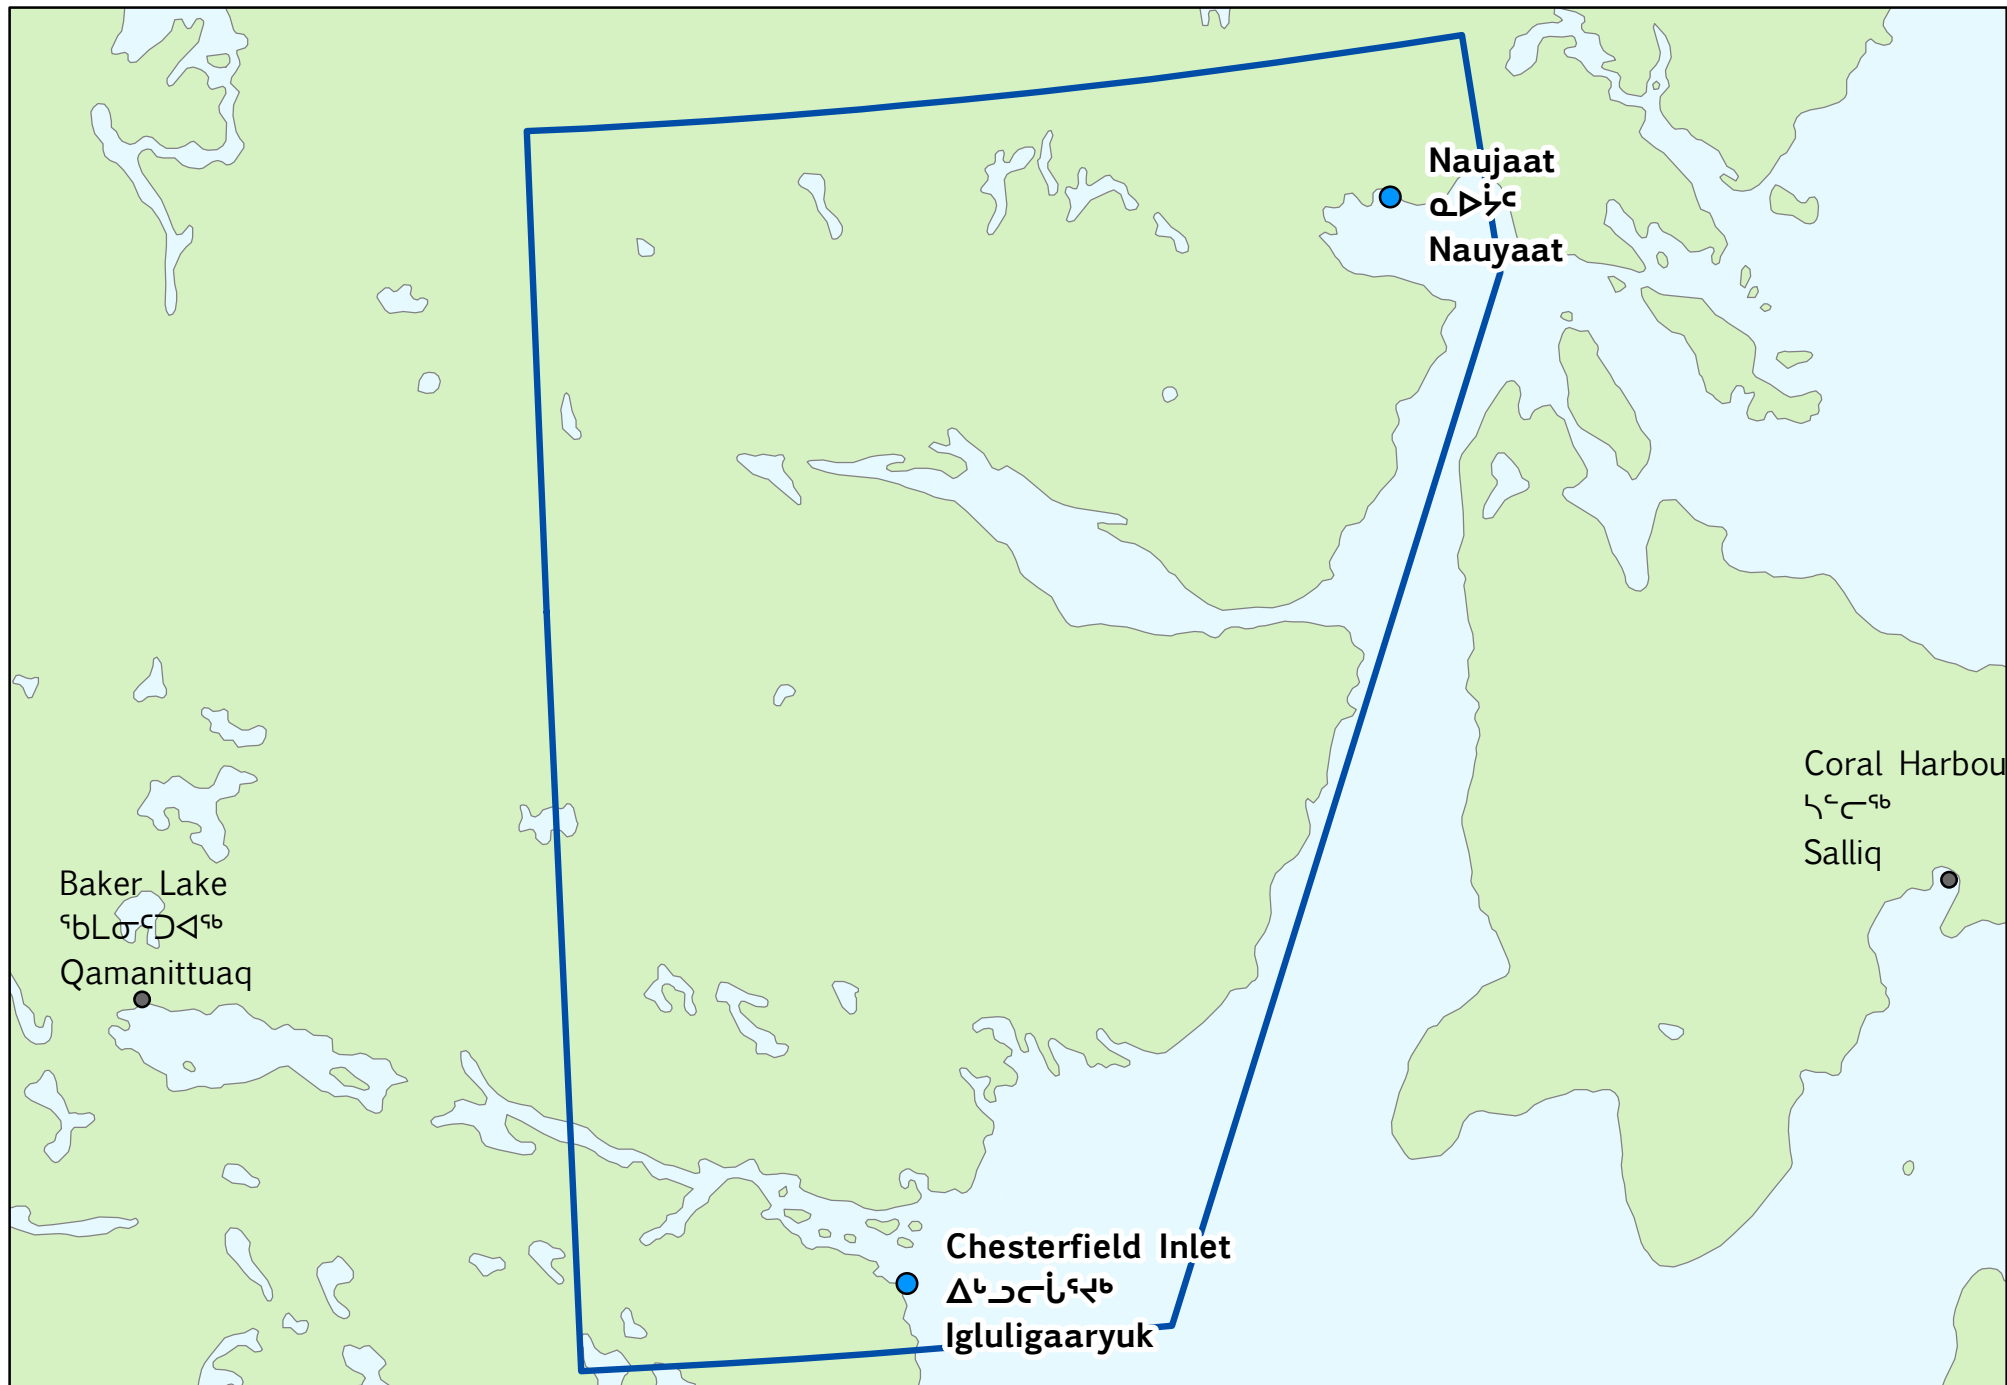 Naujaat
ᓇᐅᔮᑦ
Nauyaat
Coral Harbou
ᓴᓪᓕᖅ
Salliq
Baker Lake
ᖃᒪᓂᑦᑐᐊᖅ
Qamanittuaq
Chesterfield Inlet
ᐃᒡᓗᓕᒑᕐᔪᒃ
Igluligaaryuk